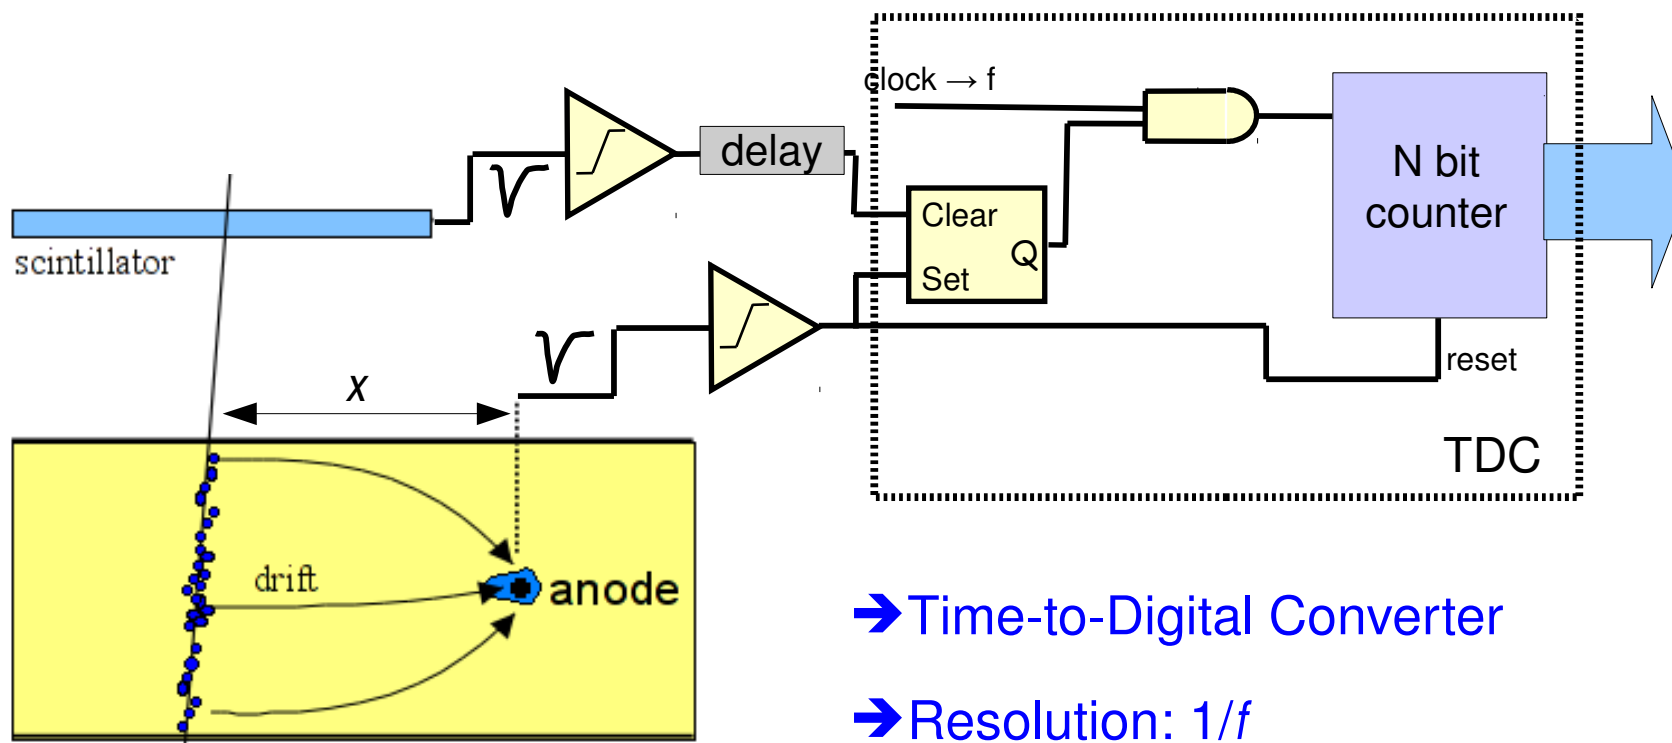 clock → f
delay
N bit
counter
Clear
Q
Set
scintillator
reset
x
TDC
drift
anode
➔ Time-to-Digital Converter
➔ Resolution: 1/f